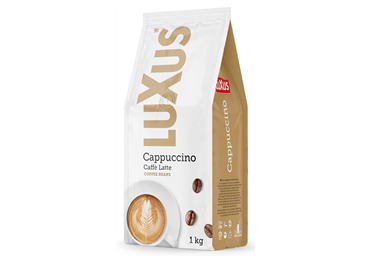 LUXUS
Cappuccino
Caffè Latte
COFFEE BEANS
1 kg
LUXUS
Cappuccino